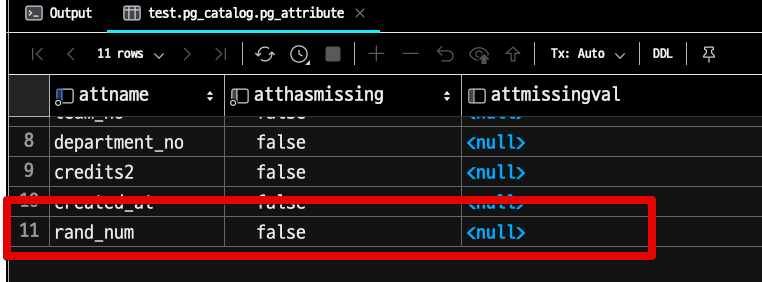 Output test.pg_catalog.pg_attribute
11 rows Tx: Auto DDL
attname atthasmissing attmissingval
team_no false <null>
8 department_no false <null>
9 credits2 false <null>
10 created_at false <null>
11 rand_num false <null>